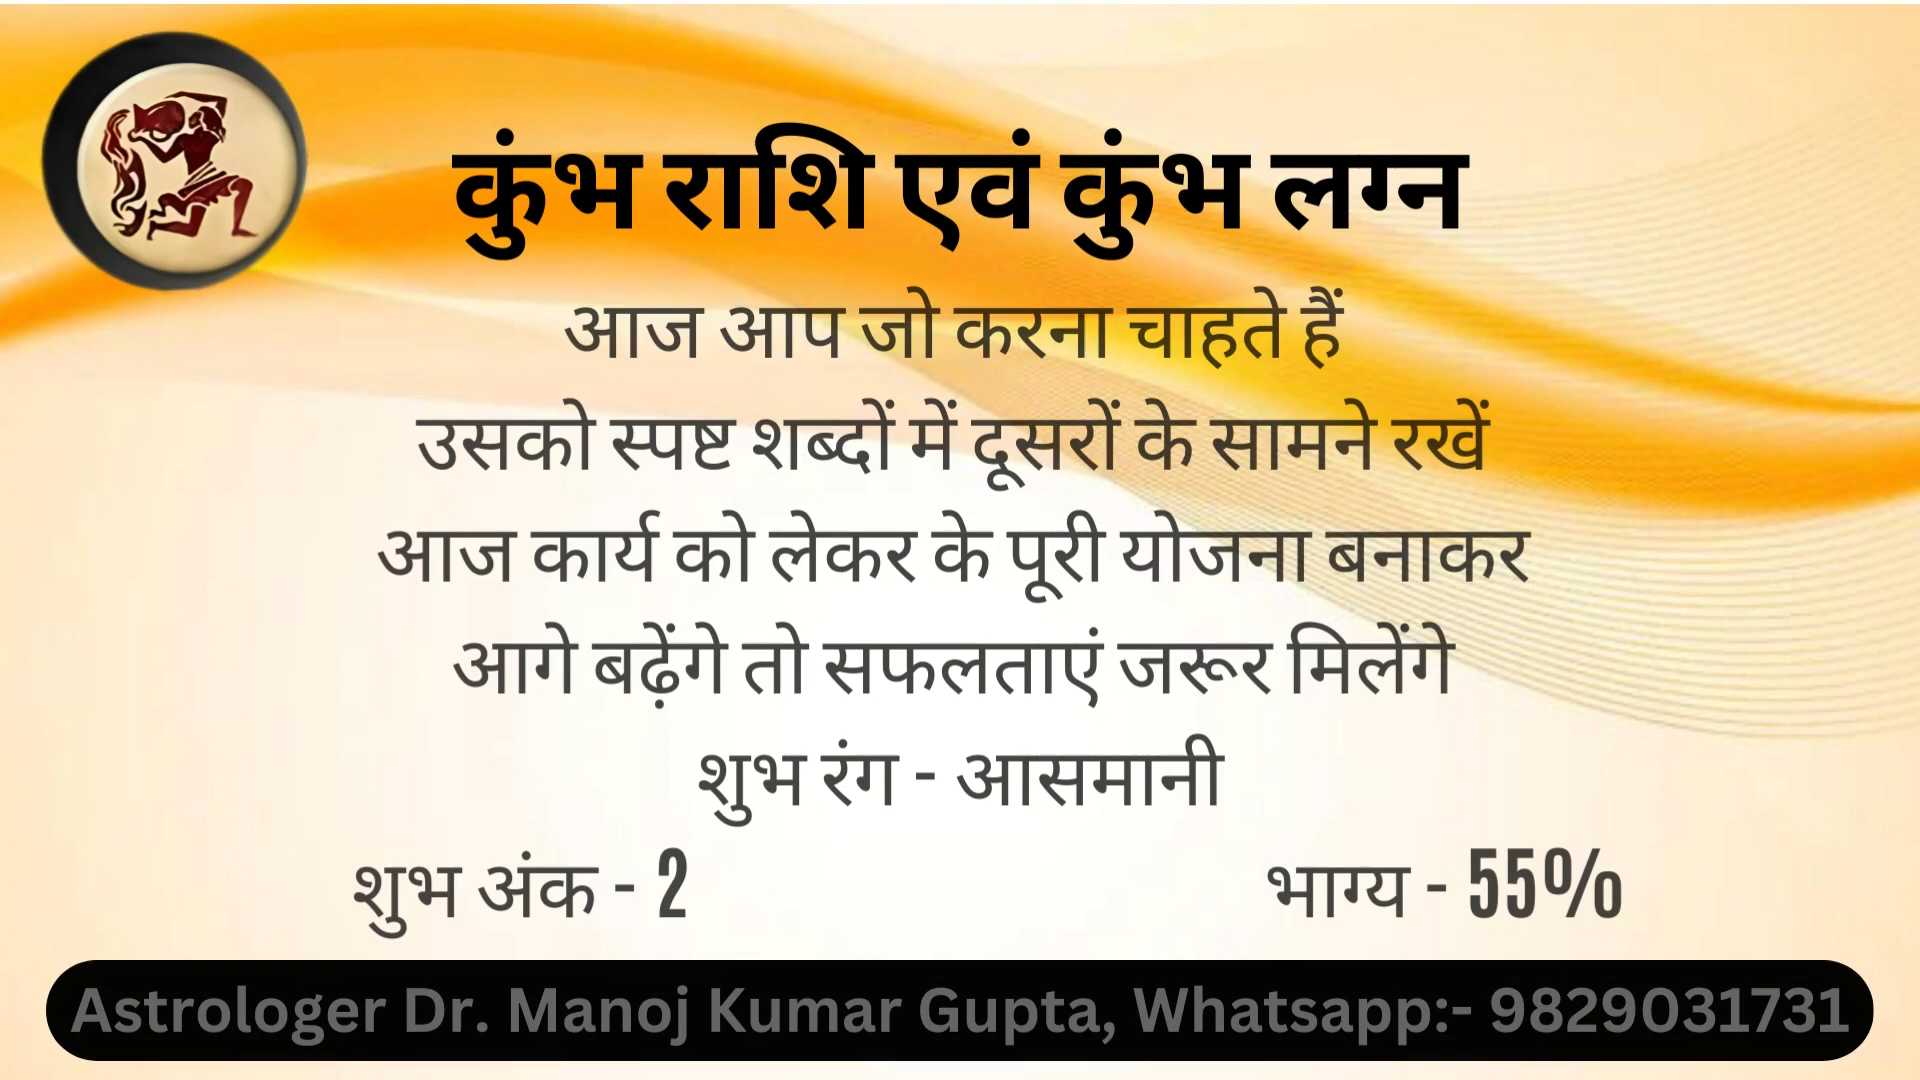 कुंभ राशि एवं कुंभ लग्न
आज आप जो करना चाहते हैं
उसको स्पष्ट शब्दों में दूसरों के सामने रखें
आज कार्य को लेकर के पूरी योजना बनाकर
आगे बढ़ेंगे तो सफलताएं जरूर मिलेंगे
शुभ रंग - आसमानी
शुभ अंक - 2 भाग्य - 55%
Astrologer Dr. Manoj Kumar Gupta, Whatsapp:- 9829031731